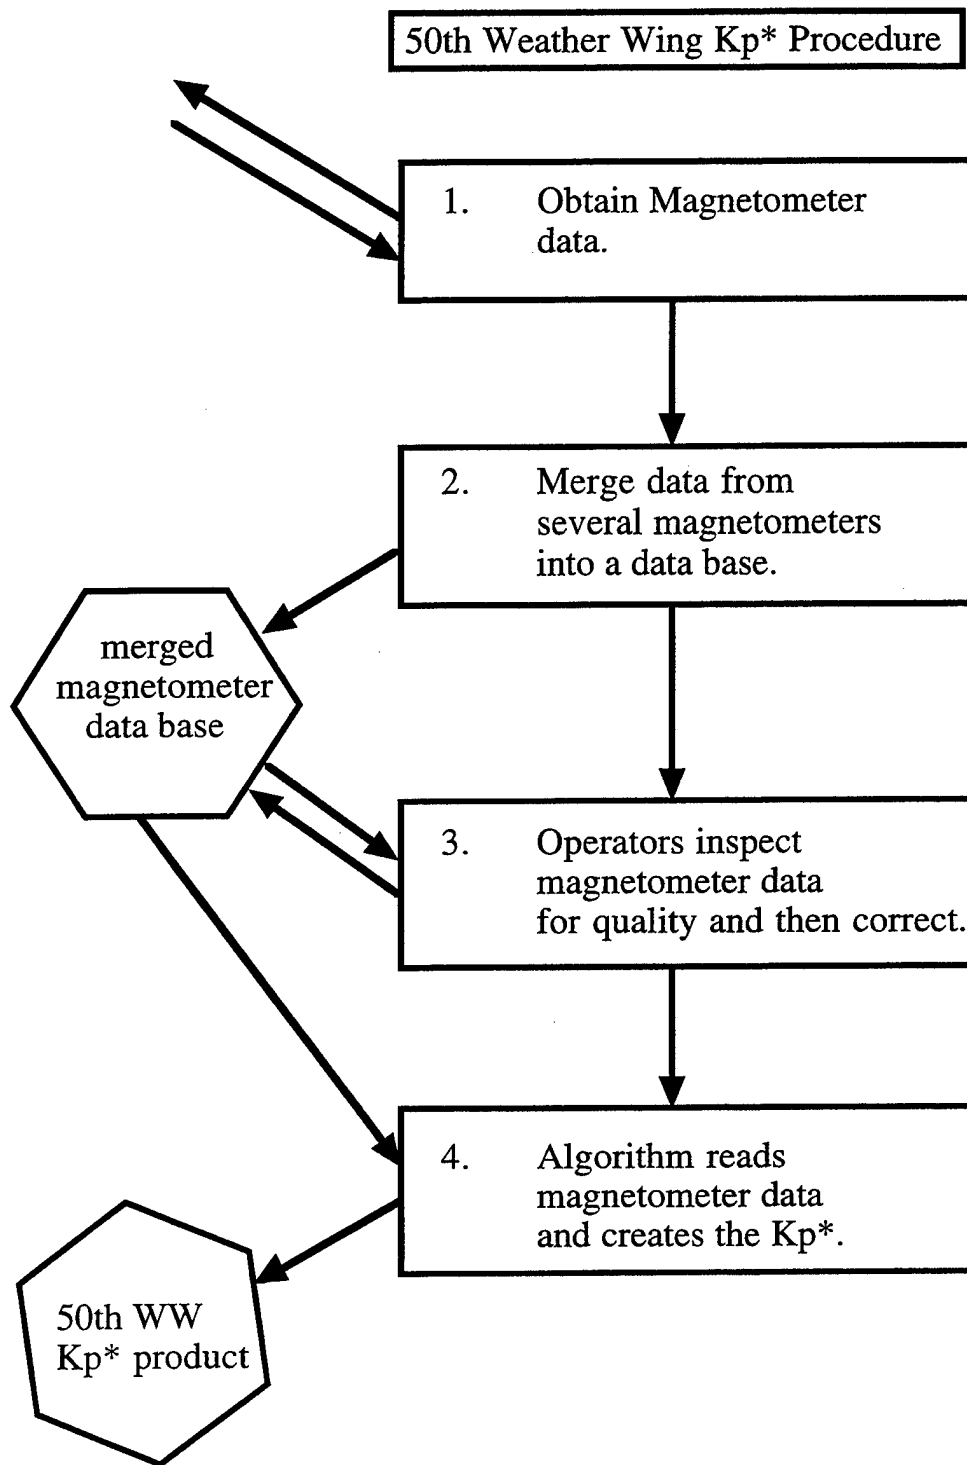 50th Weather Wing Kp* Procedure
1. Obtain Magnetometer
data.
2. Merge data from
several magnetometers
into a data base.
merged
magnetometer
data base
3. Operators inspect
magnetometer data
for quality and then correct.
4. Algorithm reads
magnetometer data
and creates the Kp*.
50th WW
Kp* product